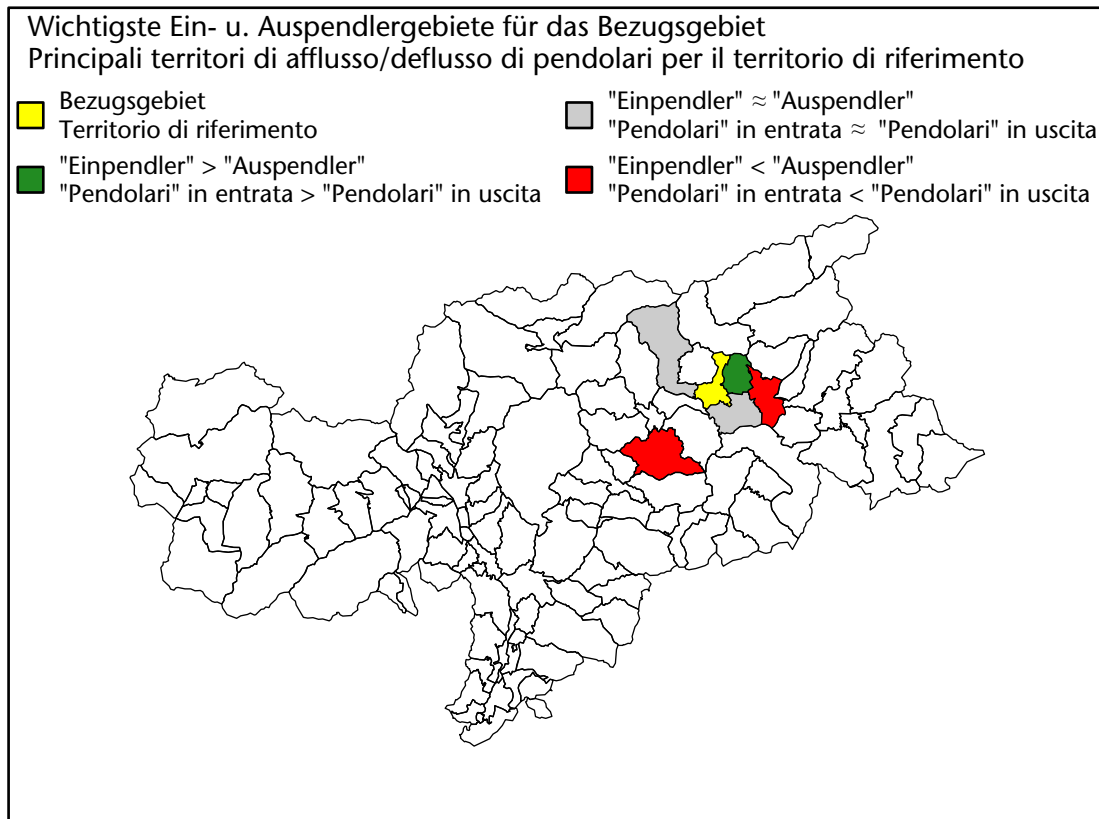 Wichtigste Ein- u. Auspendlergebiete für das Bezugsgebiet
Principali territori di afflusso/deflusso di pendolari per il territorio di riferimento
Bezugsgebiet
Territorio di riferimento
"Einpendler" > "Auspendler"
"Pendolari" in entrata > "Pendolari" in uscita
"Einpendler" ≈ "Auspendler"
"Pendolari" in entrata ≈ "Pendolari" in uscita
"Einpendler" < "Auspendler"
"Pendolari" in entrata < "Pendolari" in uscita